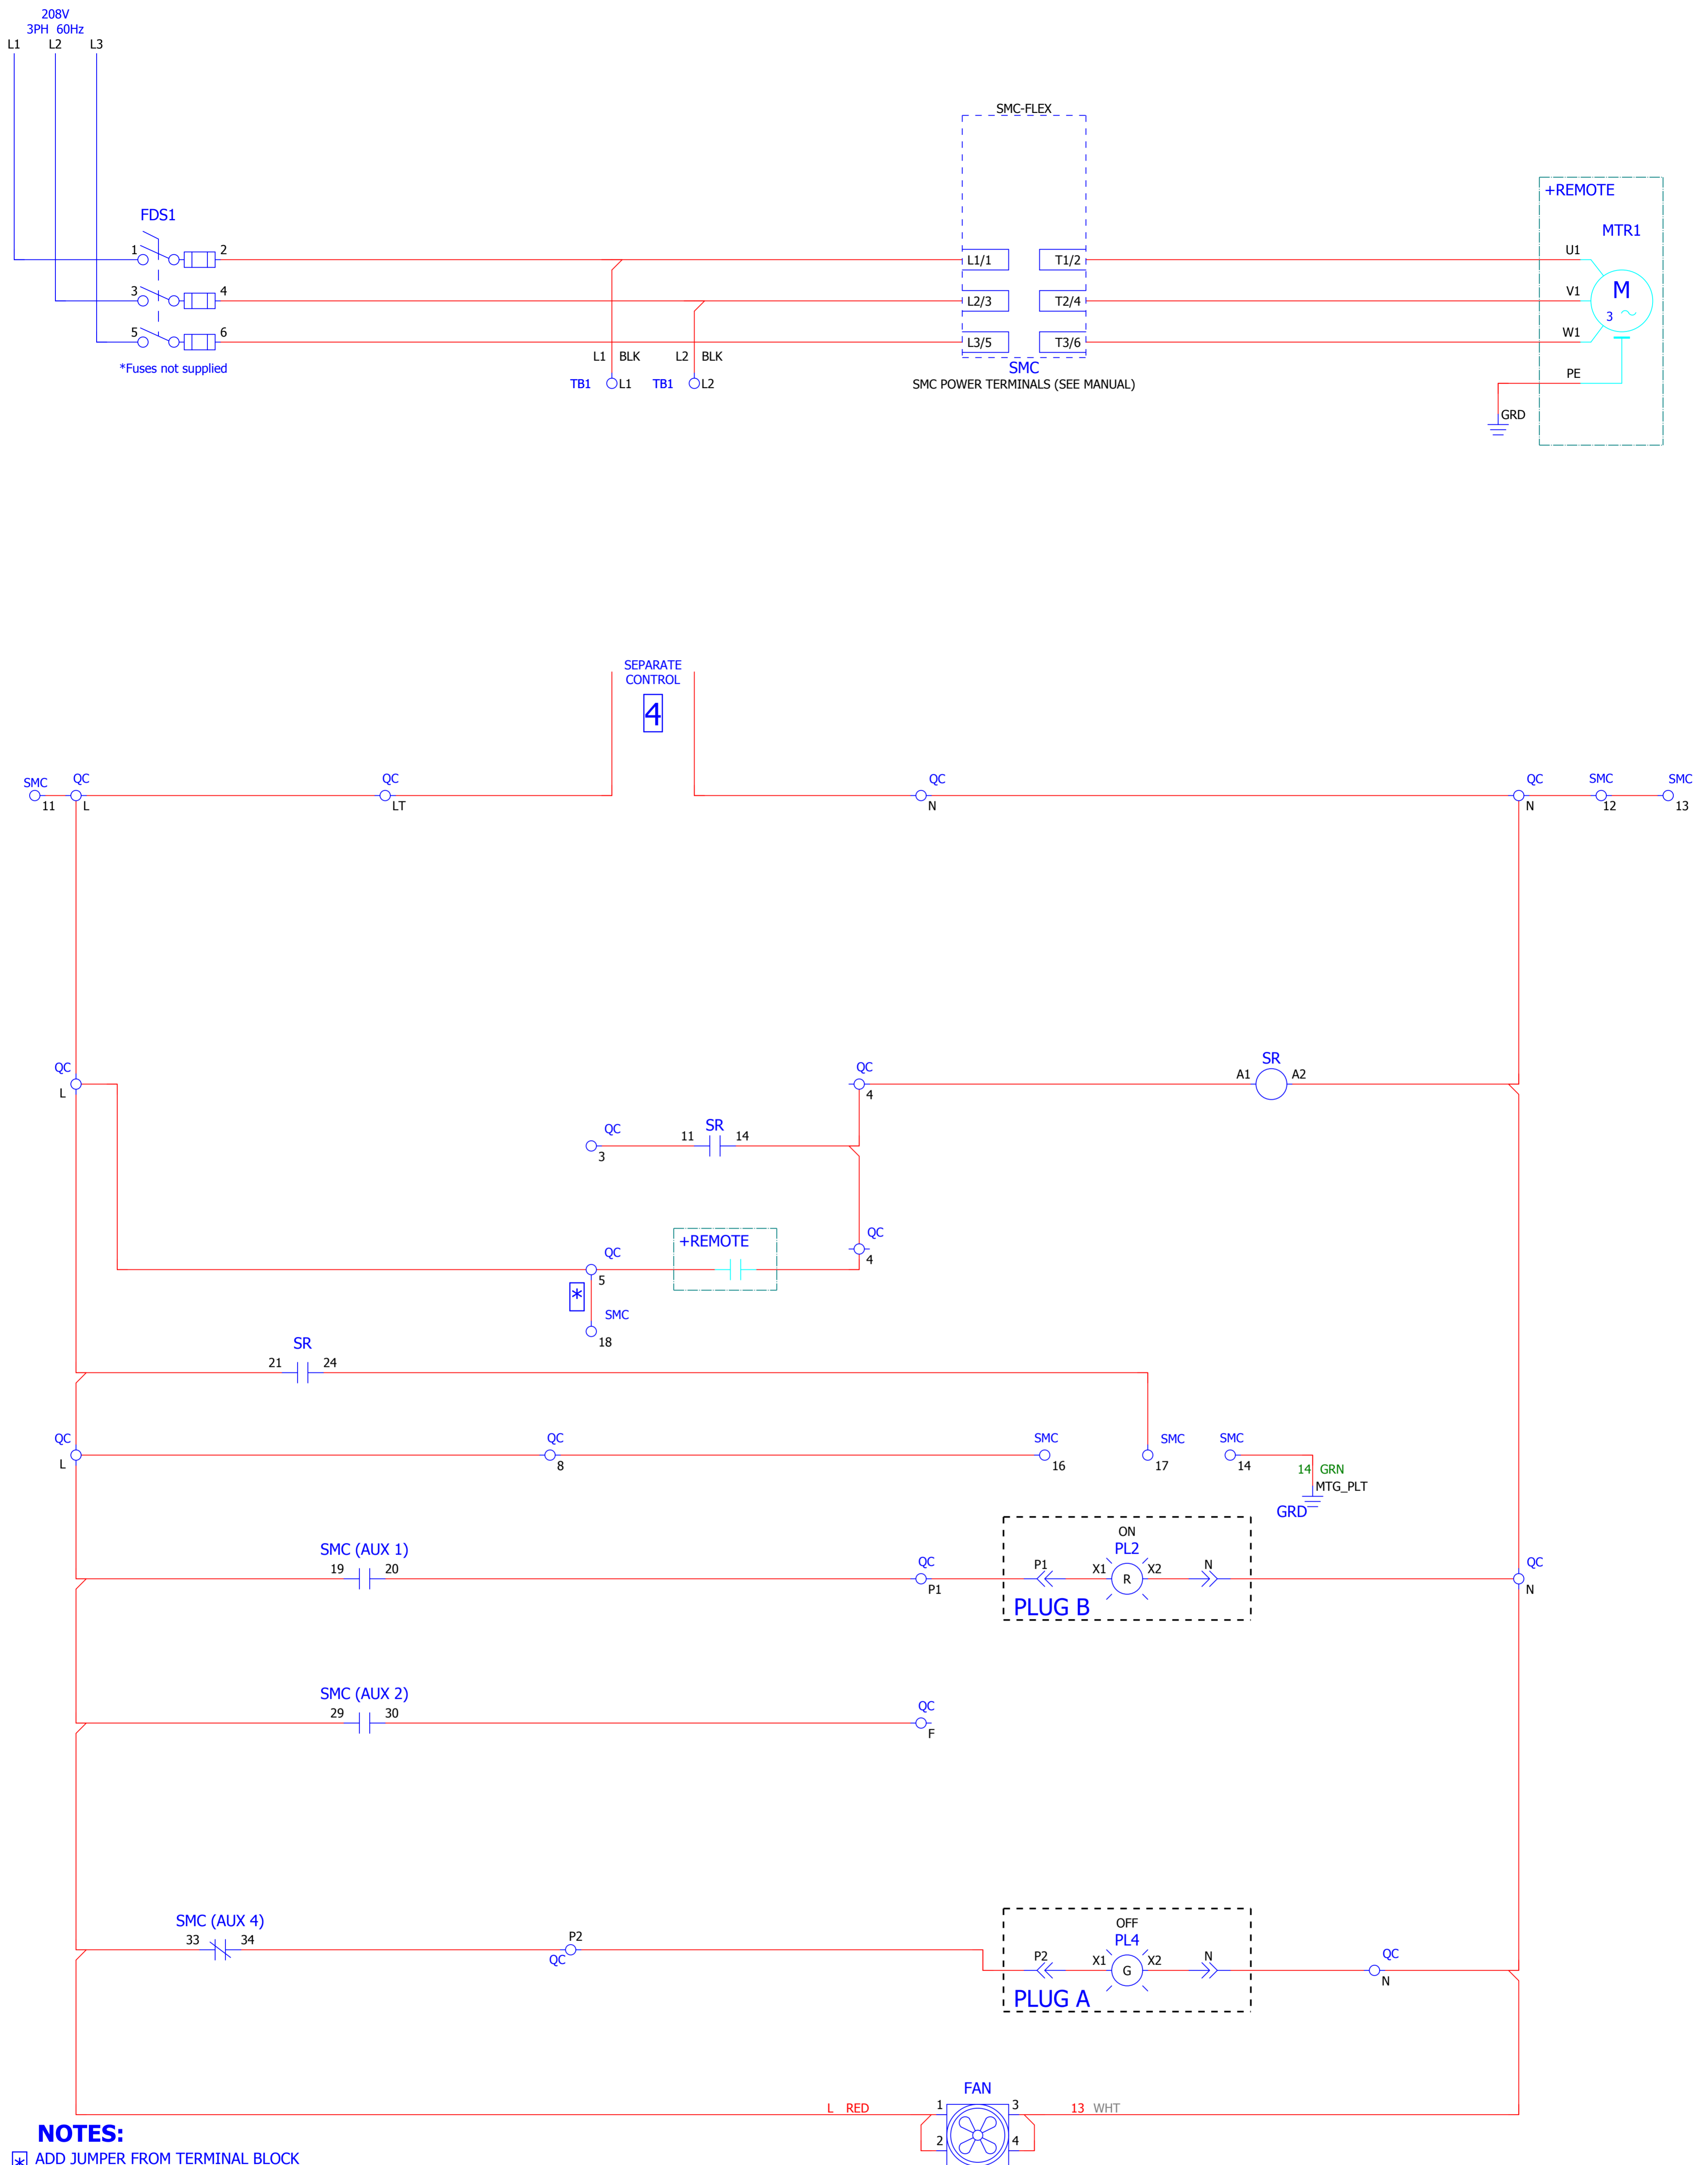 208V
3PH 60Hz
L1 L2 L3
SMC-FLEX
+REMOTE
MTR1
FDS1
1 2
3 4
5 6
*Fuses not supplied
L1/1 T1/2
L2/3 T2/4
L3/5 T3/6
SMC
SMC POWER TERMINALS (SEE MANUAL)
U1
V1
W1
PE
M
3
GRD
L1 BLK L2 BLK
TB1 L1 TB1 L2
SEPARATE
CONTROL
4
SMC QC QC QC QC SMC SMC
11 L LT N N 12 13
QC QC SR
L 4 A1 A2
QC SR
3 11 14
QC QC
5 4
+REMOTE
*
SMC
18
SR
21 24
QC QC SMC SMC SMC
L 8 16 17 14
14 GRN
MTG_PLT
GRD
SMC (AUX 1)
19 20
QC
P1
ON
PL2
P1 X1 R X2 N
PLUG B
QC
N
SMC (AUX 2)
29 30
QC
F
SMC (AUX 4)
33 34
P2
QC
OFF
PL4
P2 X1 G X2 N
PLUG A
QC
N
FAN
L RED 1 3 13 WHT
2 4
NOTES:
* ADD JUMPER FROM TERMINAL BLOCK